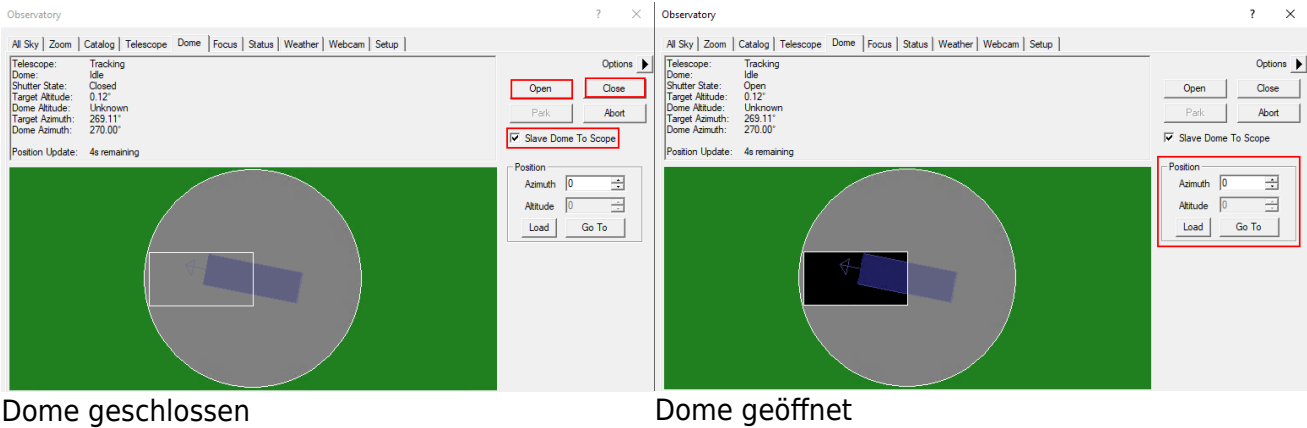 Observatory ? ×
All Sky Zoom Catalog Telescope Dome Focus Status Weather Webcam Setup
Telescope: Tracking
Dome: Idle
Shutter State: Closed
Target Altitude: 0.12°
Dome Altitude: Unknown
Target Azimuth: 269.11°
Dome Azimuth: 270.00°
Position Update: 4s remaining
Options
Open Close
Park Abort
Slave Dome To Scope
Position
Azimuth 0
Altitude 0
Load Go To
Dome geschlossen
Observatory ? ×
All Sky Zoom Catalog Telescope Dome Focus Status Weather Webcam Setup
Telescope: Tracking
Dome: Idle
Shutter State: Open
Target Altitude: 0.12°
Dome Altitude: Unknown
Target Azimuth: 269.11°
Dome Azimuth: 270.00°
Position Update: 4s remaining
Options
Open Close
Park Abort
Slave Dome To Scope
Position
Azimuth 0
Altitude 0
Load Go To
Dome geöffnet